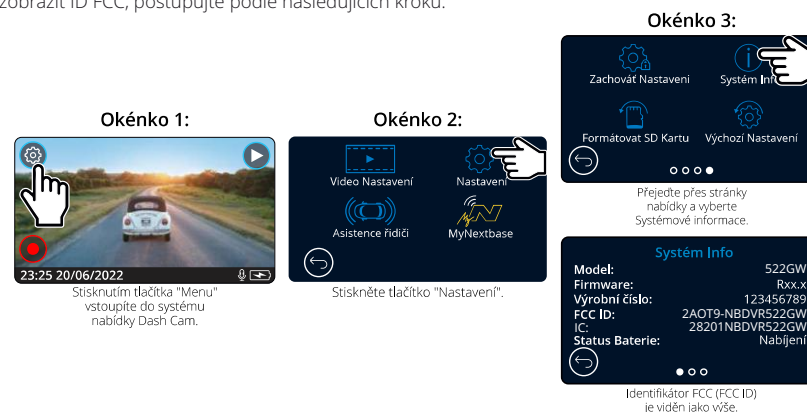 zobrazit ID FCC, postupujte podle následujících kroků:
Okénko 1:
23:25 20/06/2022
Stisknutím tlačítka "Menu"
vstoupíte do systému
nabídky Dash Cam.
Okénko 2:
Video Nastavení
Nastavení
Asistence řidiči
MyNextbase
Stiskněte tlačítko "Nastavení".
Okénko 3:
Zachováť Nastaveni
Systém
Formátovat SD Kartu
Výchozí Nastavení
Přejeďte přes stránky
nabídky a vyberte
Systémové informace.
Systém Info
Model: 522GW
Firmware: Rxx.x
Výrobní číslo: 123456789
FCC ID: 2AOT9-NBDVR522GW
IC: 28201NBDVR522GW
Status Baterie: Nabíjení
Identifikátor FCC (FCC ID)
je viděn jako výše.